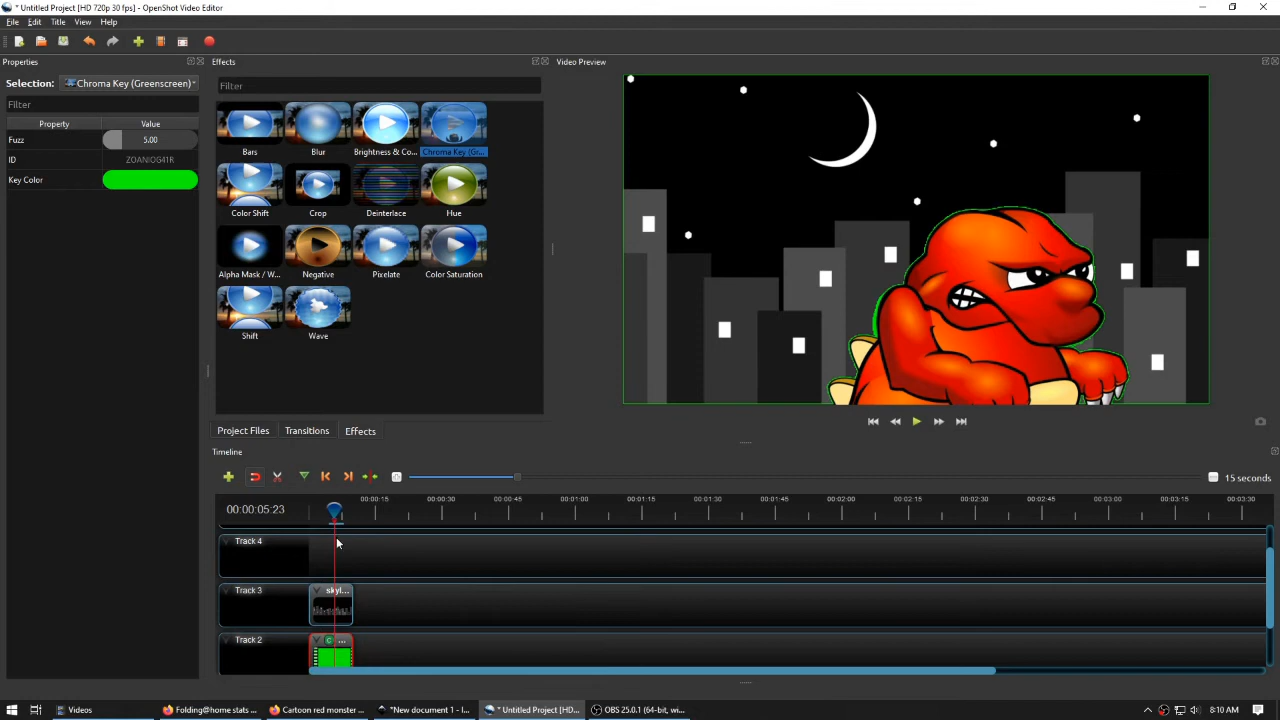 * Untitled Project [HD 720p 30 fps] - OpenShot Video Editor
File Edit Title View Help
Properties
Effects
Video Preview
Selection: Chroma Key (Greenscreen)
Filter
Filter
Property Value
Fuzz 5.00
ID ZOANIOG41R
Key Color
Bars Blur Brightness & Co... Chroma Key (Gr...
Color Shift Crop Deinterlace Hue
Alpha Mask / W... Negative Pixelate Color Saturation
Shift Wave
Project Files Transitions Effects
Timeline
15 seconds
00:00:05:23
00:00:15 00:00:30 00:00:45 00:01:00 00:01:15 00:01:30 00:01:45 00:02:00 00:02:15 00:02:30 00:02:45 00:03:00 00:03:15 00:03:30
Track 4
Track 3
skyl...
Track 2
C ...
Videos
Folding@home stats ...
Cartoon red monster ...
*New document 1 - I...
* Untitled Project [HD...
OBS 25.0.1 (64-bit, wi...
8:10 AM